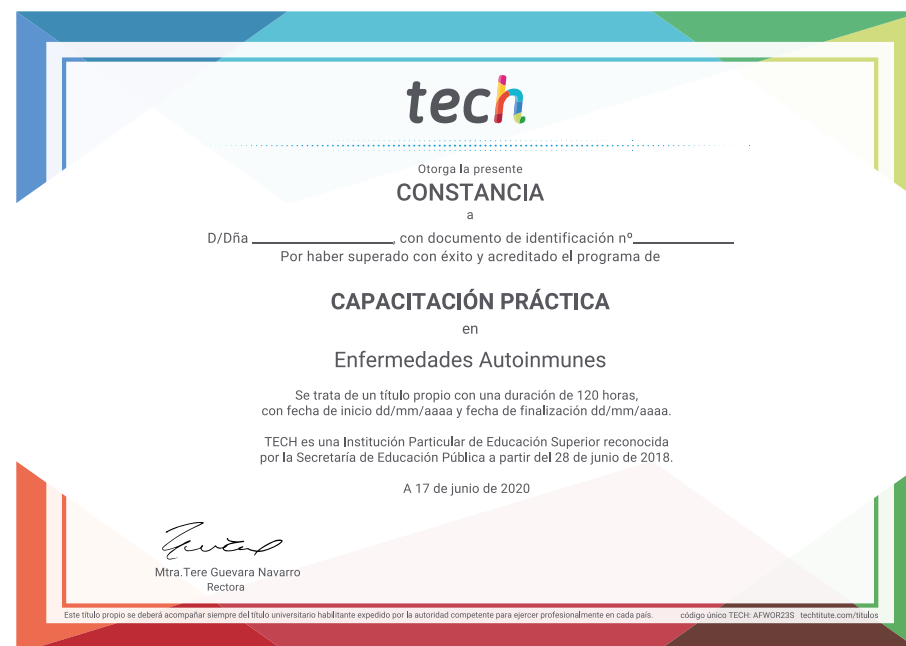 tech
Otorga la presente
CONSTANCIA
a
D/Dña ____________________, con documento de identificación nº______________
Por haber superado con éxito y acreditado el programa de
CAPACITACIÓN PRÁCTICA
en
Enfermedades Autoinmunes
Se trata de un título propio con una duración de 120 horas,
con fecha de inicio dd/mm/aaaa y fecha de finalización dd/mm/aaaa.
TECH es una Institución Particular de Educación Superior reconocida
por la Secretaría de Educación Pública a partir del 28 de junio de 2018.
A 17 de junio de 2020
Mtra.Tere Guevara Navarro
Rectora
Este título propio se deberá acompañar siempre del título universitario habilitante expedido por la autoridad competente para ejercer profesionalmente en cada país. código único TECH: AFWOR23S techtitute.com/titulos